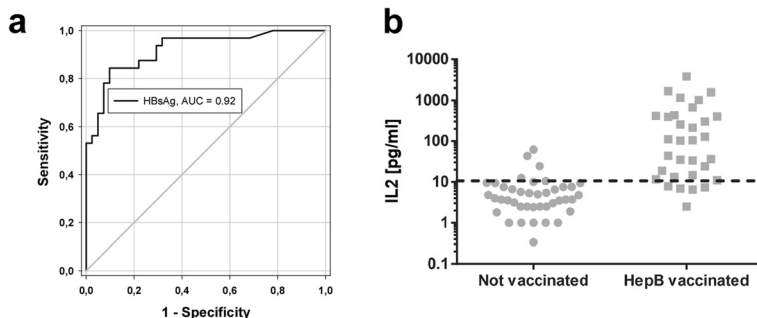 a
1,0
0,8
0,6
0,4
0,2
0,0
Sensitivity
HBsAg, AUC = 0.92
0,0 0,2 0,4 0,6 0,8 1,0
1 - Specificity
b
10000
1000
100
10
1
0.1
IL2 [pg/ml]
Not vaccinated HepB vaccinated